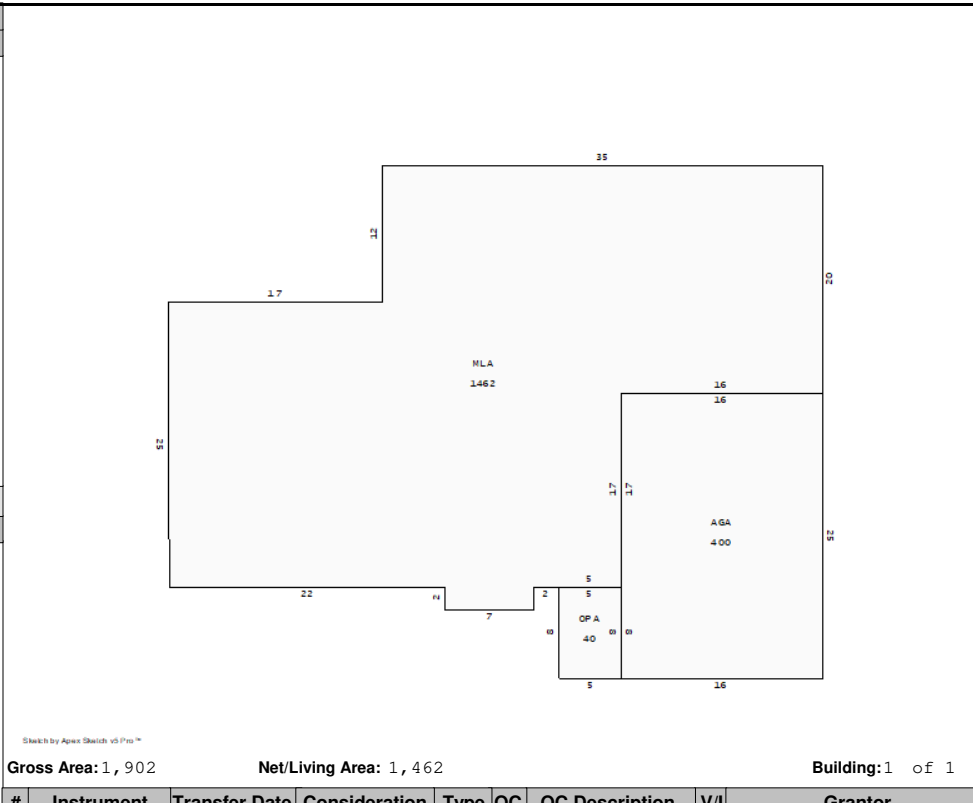 35
12
20
17
MLA
1462
16
16
25
17 17
AGA
400
25
5
22 2 2 5
7
OPA
8 40 8 8
5 16
Sketch by Apex Sketch v5 Pro™
Gross Area: 1,902 Net/Living Area: 1,462 Building: 1 of 1
# Instrument Transfer Date Consideration Type QC QC Description V/I Grantor